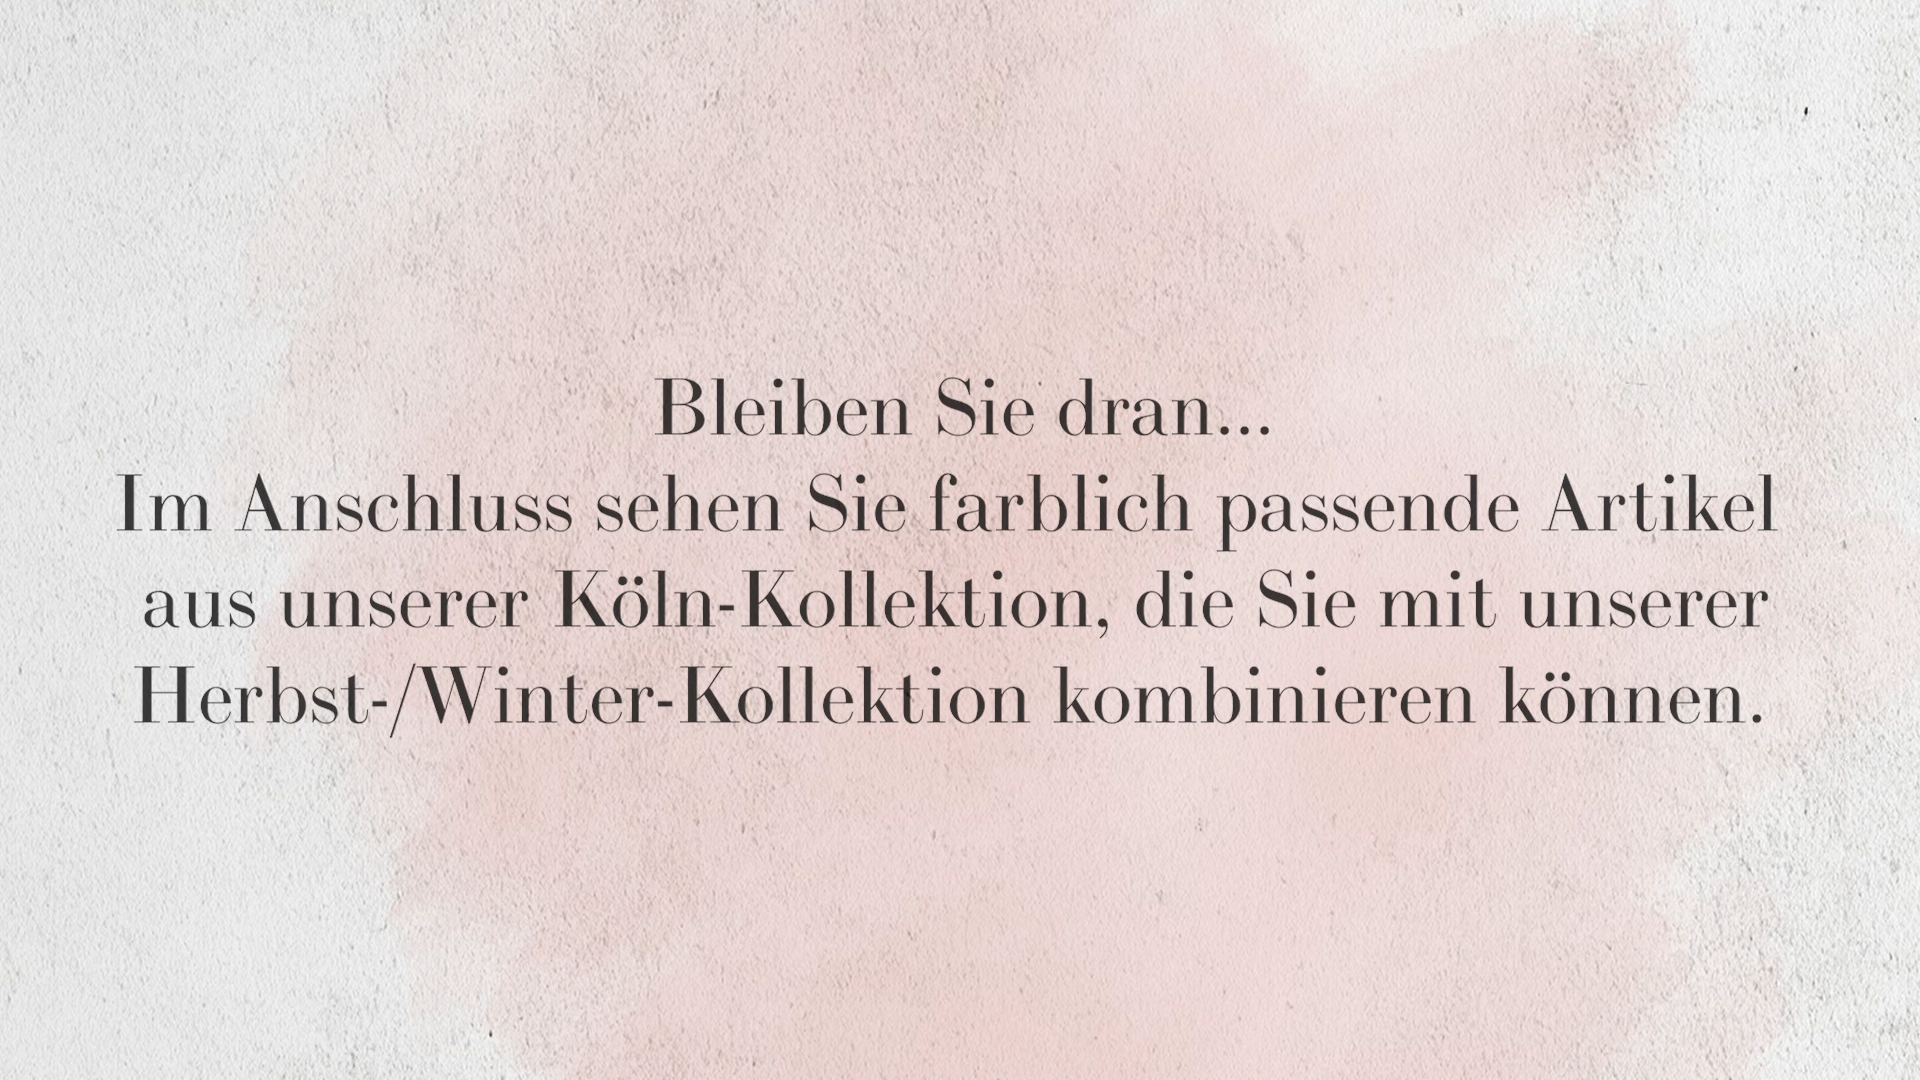 Bleiben Sie dran...
Im Anschluss sehen Sie farblich passende Artikel
aus unserer Köln-Kollektion, die Sie mit unserer
Herbst-/Winter-Kollektion kombinieren können.